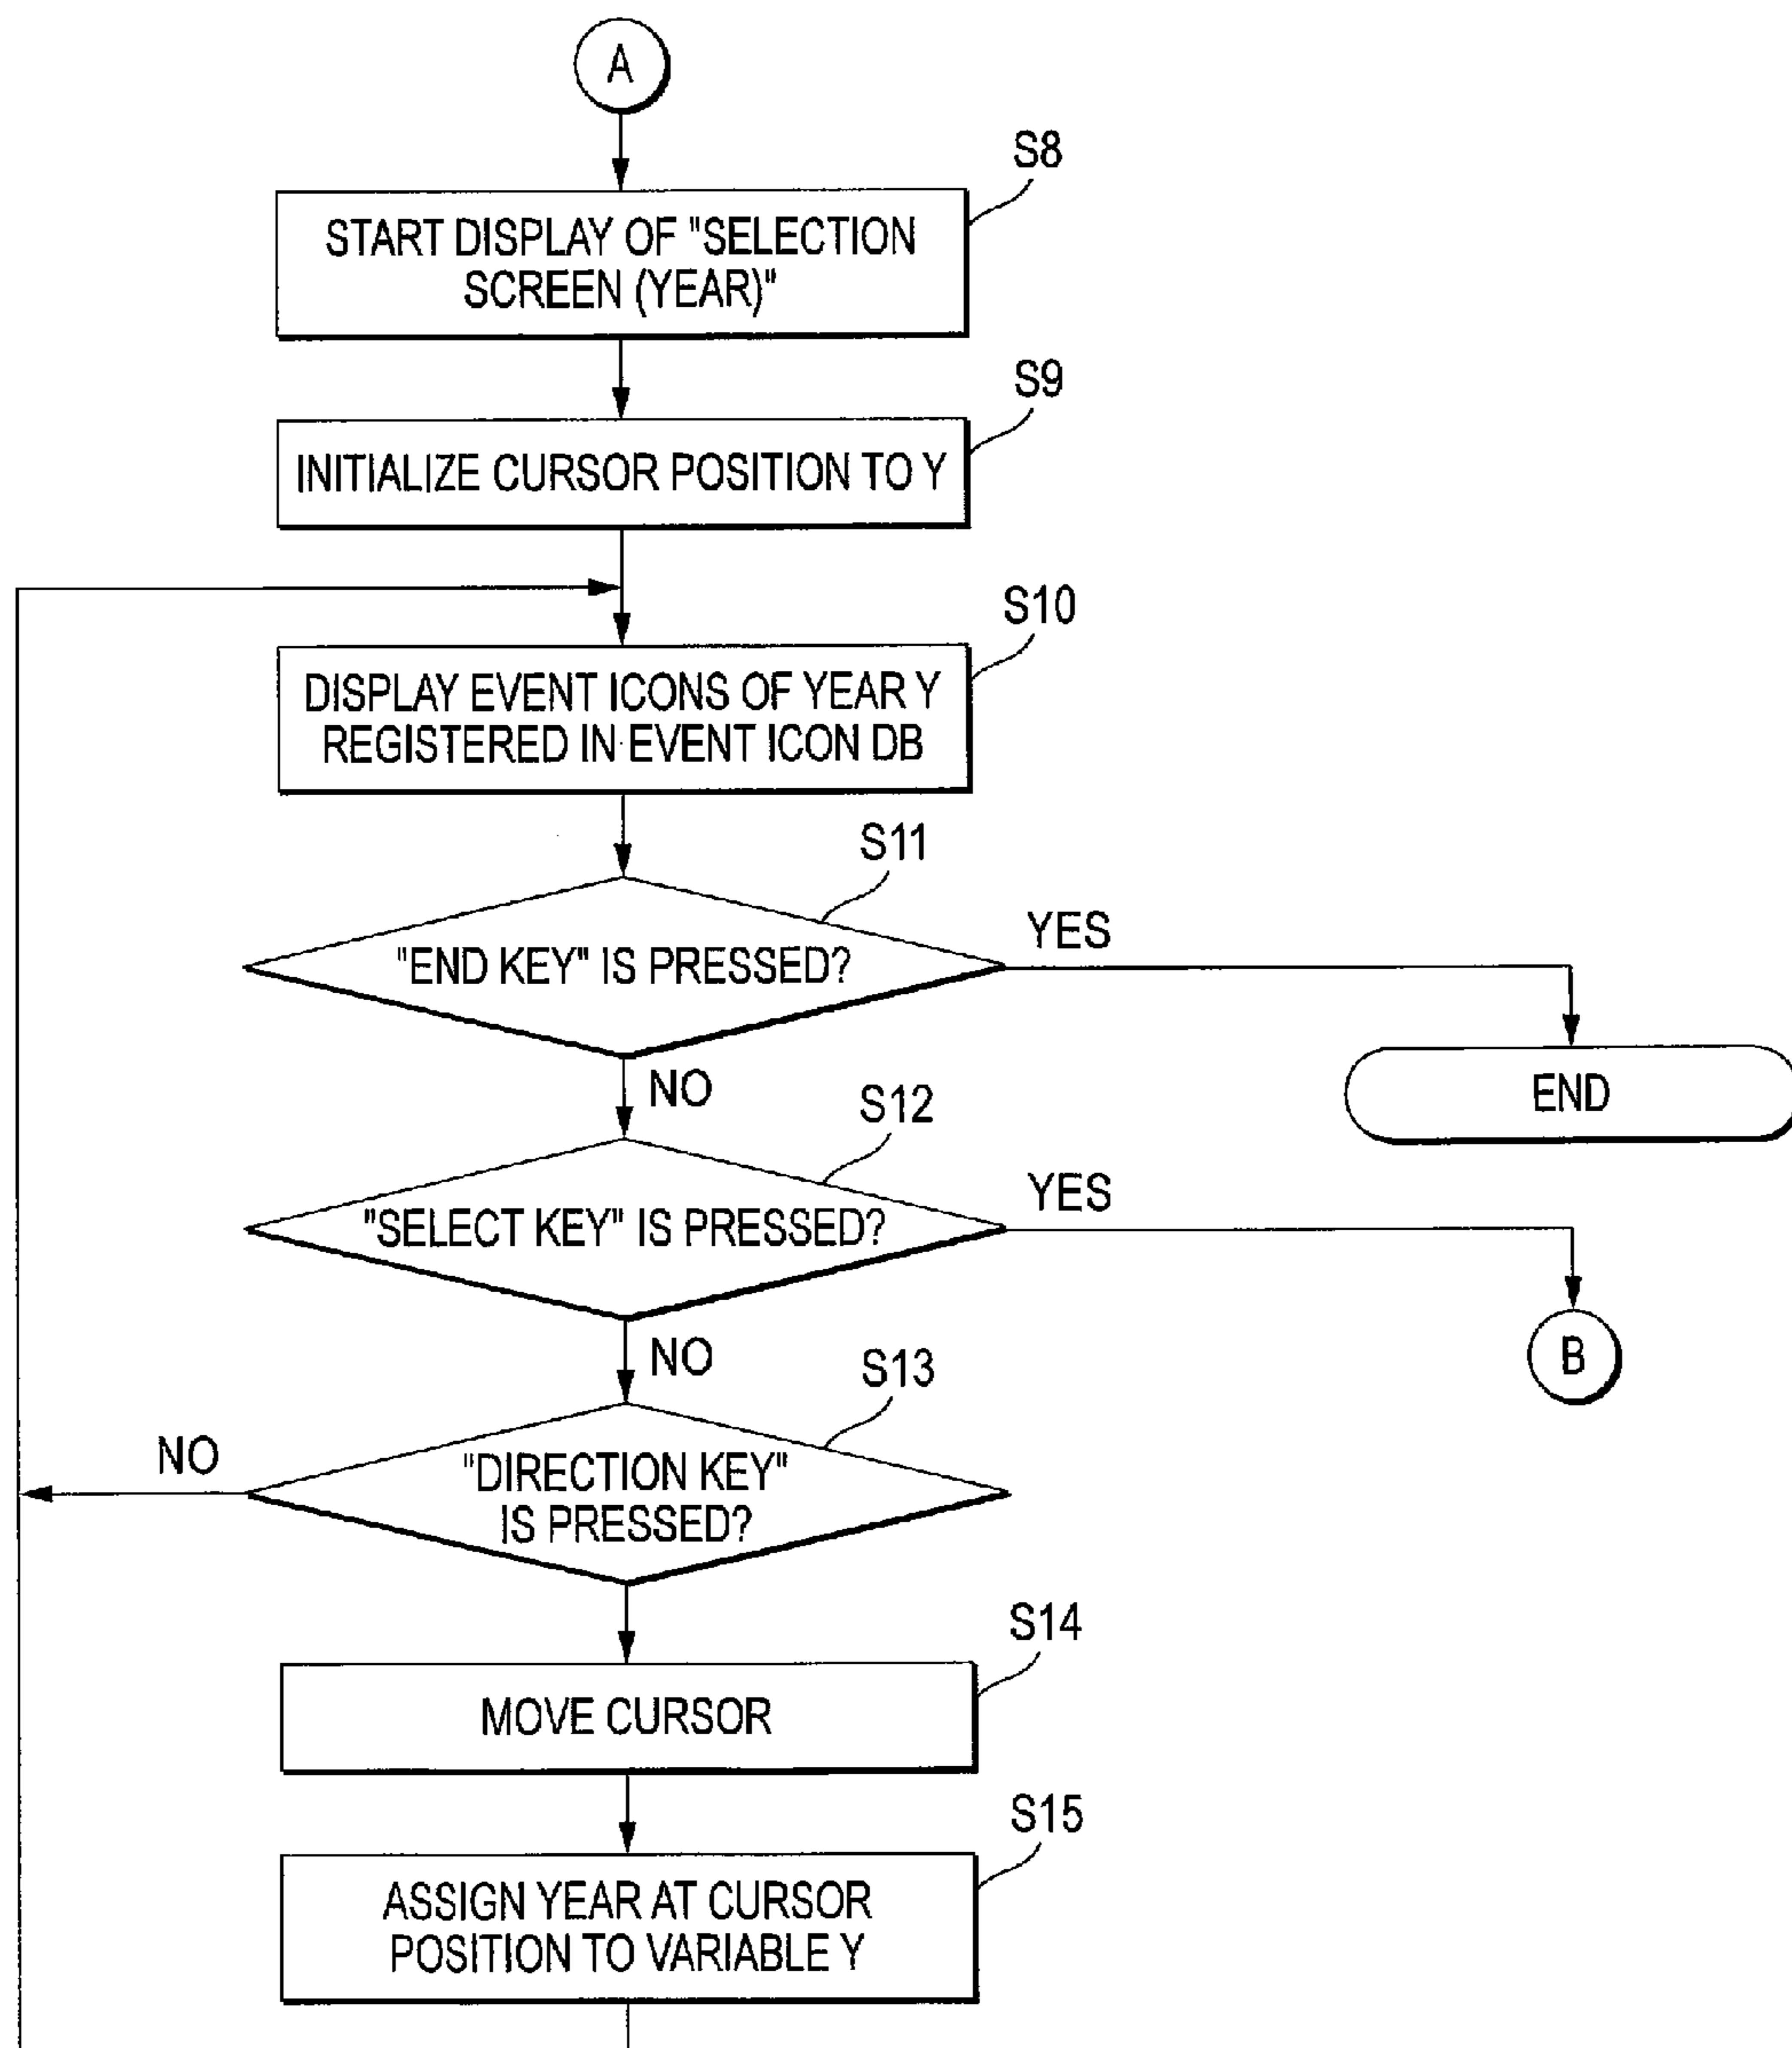 A
S8
START DISPLAY OF "SELECTION
SCREEN (YEAR)"
S9
INITIALIZE CURSOR POSITION TO Y
S10
DISPLAY EVENT ICONS OF YEAR Y
REGISTERED IN EVENT ICON DB
S11
"END KEY" IS PRESSED?
YES
END
NO
S12
"SELECT KEY" IS PRESSED?
YES
B
NO
S13
"DIRECTION KEY"
IS PRESSED?
NO
S14
MOVE CURSOR
S15
ASSIGN YEAR AT CURSOR
POSITION TO VARIABLE Y